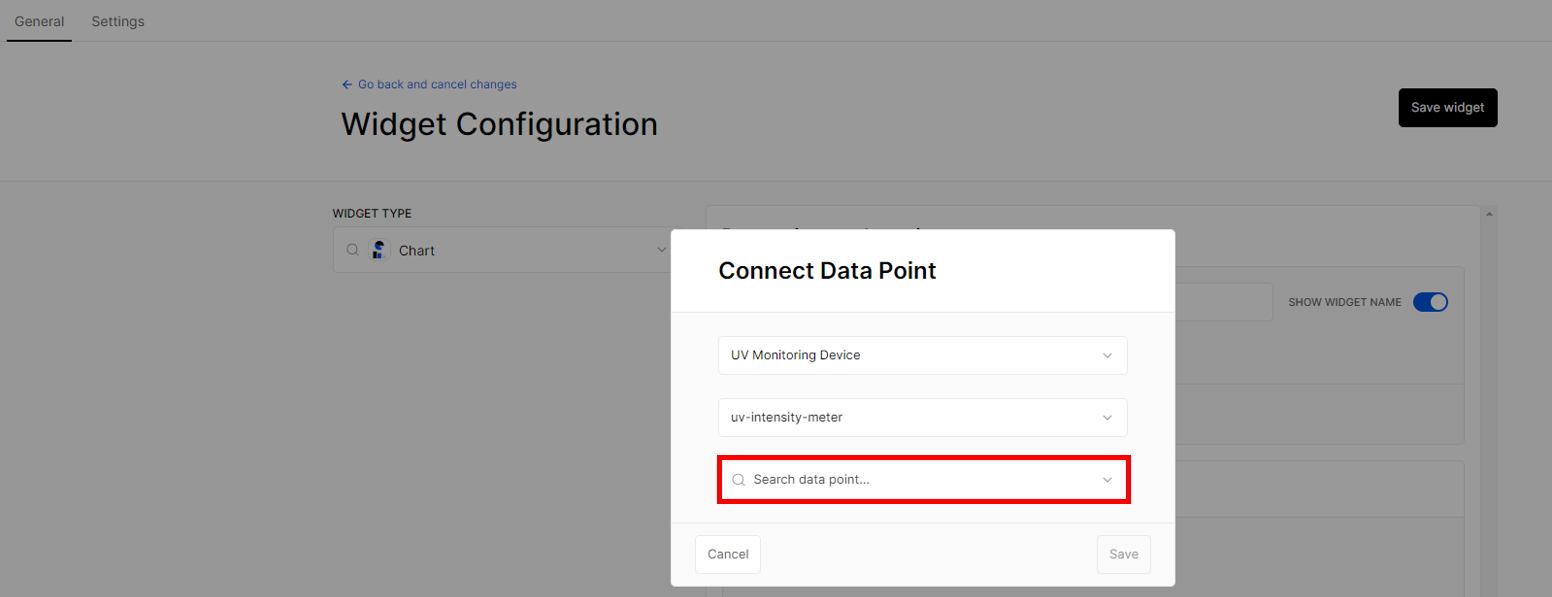 General Settings
Go back and cancel changes
Widget Configuration
Save widget
WIDGET TYPE
Chart
SHOW WIDGET NAME
Connect Data Point
UV Monitoring Device
uv-intensity-meter
Search data point...
Cancel Save